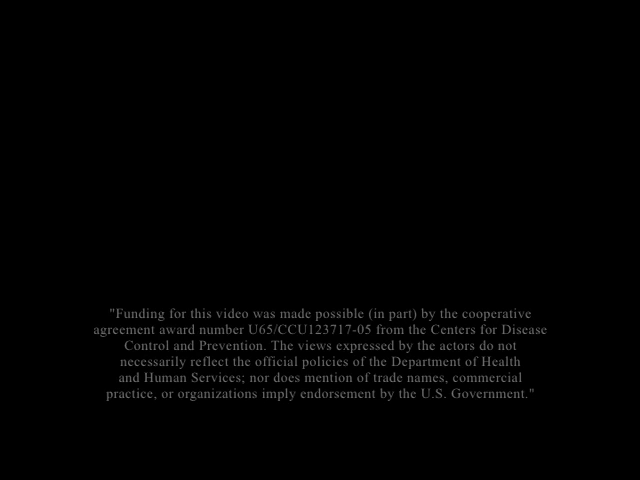 "Funding for this video was made possible (in part) by the cooperative
agreement award number U65/CCU123717-05 from the Centers for Disease
Control and Prevention. The views expressed by the actors do not
necessarily reflect the official policies of the Department of Health
and Human Services; nor does mention of trade names, commercial
practice, or organizations imply endorsement by the U.S. Government."